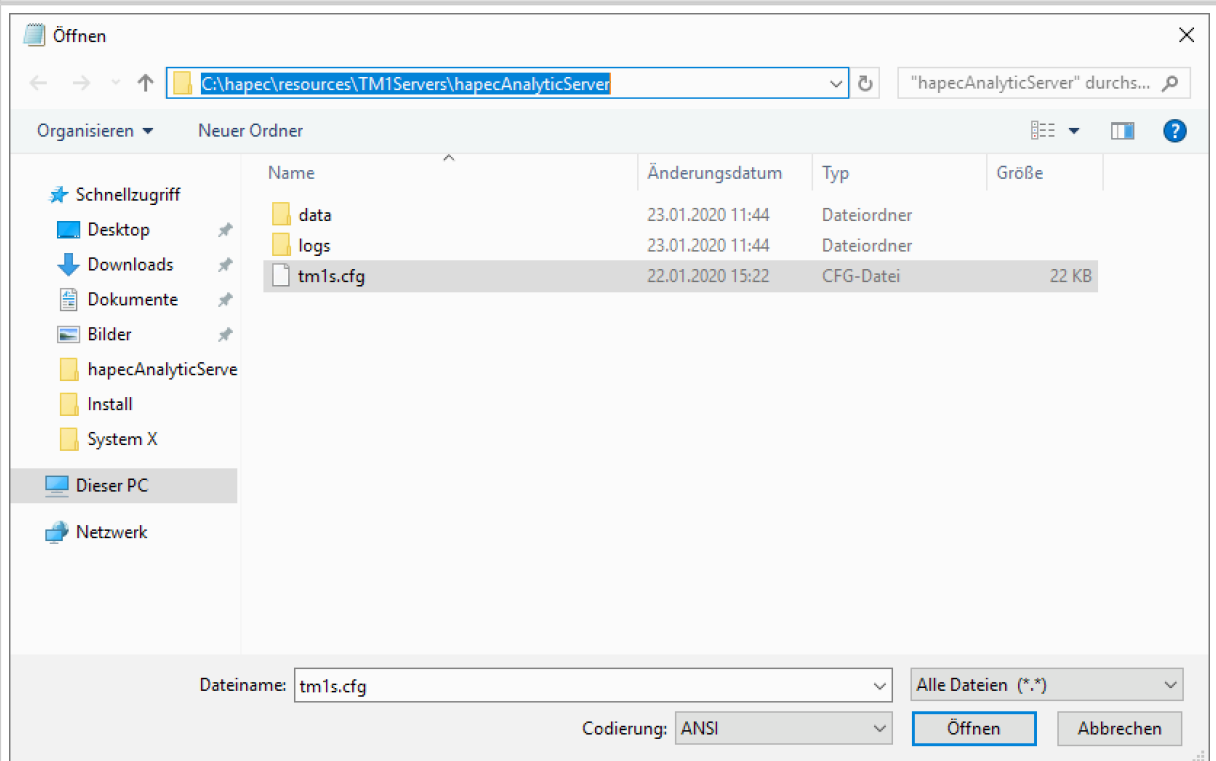 Öffnen
C:\hapec\resources\TM1Servers\hapecAnalyticServer
"hapecAnalyticServer" durchs...
Organisieren
Neuer Ordner
?
Name Änderungsdatum Typ Größe
Schnellzugriff
Desktop
Downloads
Dokumente
Bilder
hapecAnalyticServe
Install
System X
Dieser PC
Netzwerk
data 23.01.2020 11:44 Dateiordner
logs 23.01.2020 11:44 Dateiordner
tm1s.cfg 22.01.2020 15:22 CFG-Datei 22 KB
Dateiname: tm1s.cfg Alle Dateien (*.*)
Codierung: ANSI Öffnen Abbrechen